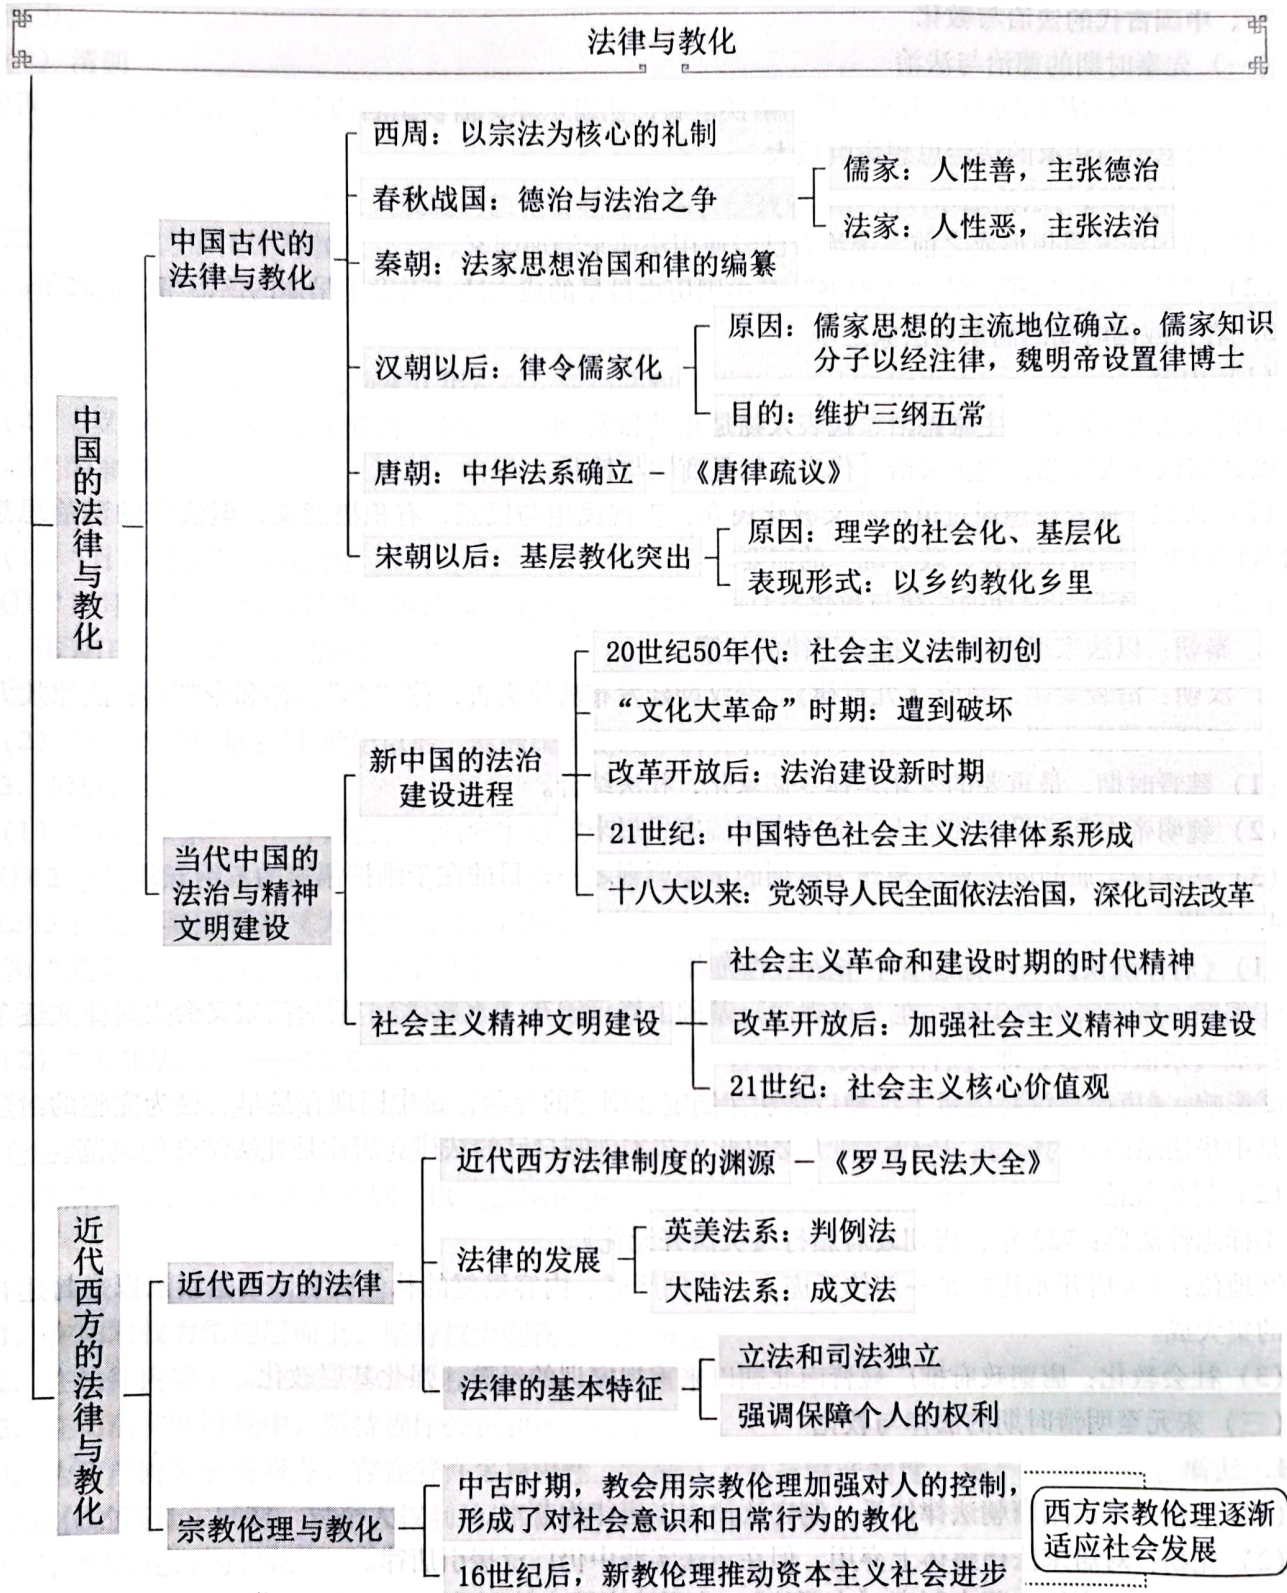 法律与教化
中国的法律与教化
中国古代的
法律与教化
西周：以宗法为核心的礼制
春秋战国：德治与法治之争
儒家：人性善，主张德治
法家：人性恶，主张法治
秦朝：法家思想治国和律的编纂
汉朝以后：律令儒家化
原因：儒家思想的主流地位确立。儒家知识
分子以经注律，魏明帝设置律博士
目的：维护三纲五常
唐朝：中华法系确立 － 《唐律疏议》
宋朝以后：基层教化突出
原因：理学的社会化、基层化
表现形式：以乡约教化乡里
当代中国的
法治与精神
文明建设
新中国的法治
建设进程
20世纪50年代：社会主义法制初创
“文化大革命”时期：遭到破坏
改革开放后：法治建设新时期
21世纪：中国特色社会主义法律体系形成
十八大以来：党领导人民全面依法治国，深化司法改革
社会主义精神文明建设
社会主义革命和建设时期的时代精神
改革开放后：加强社会主义精神文明建设
21世纪：社会主义核心价值观
近代西方的法律与教化
近代西方的法律
近代西方法律制度的渊源 － 《罗马民法大全》
法律的发展
英美法系：判例法
大陆法系：成文法
法律的基本特征
立法和司法独立
强调保障个人的权利
宗教伦理与教化
中古时期，教会用宗教伦理加强对人的控制，
形成了对社会意识和日常行为的教化
16世纪后，新教伦理推动资本主义社会进步
西方宗教伦理逐渐
适应社会发展